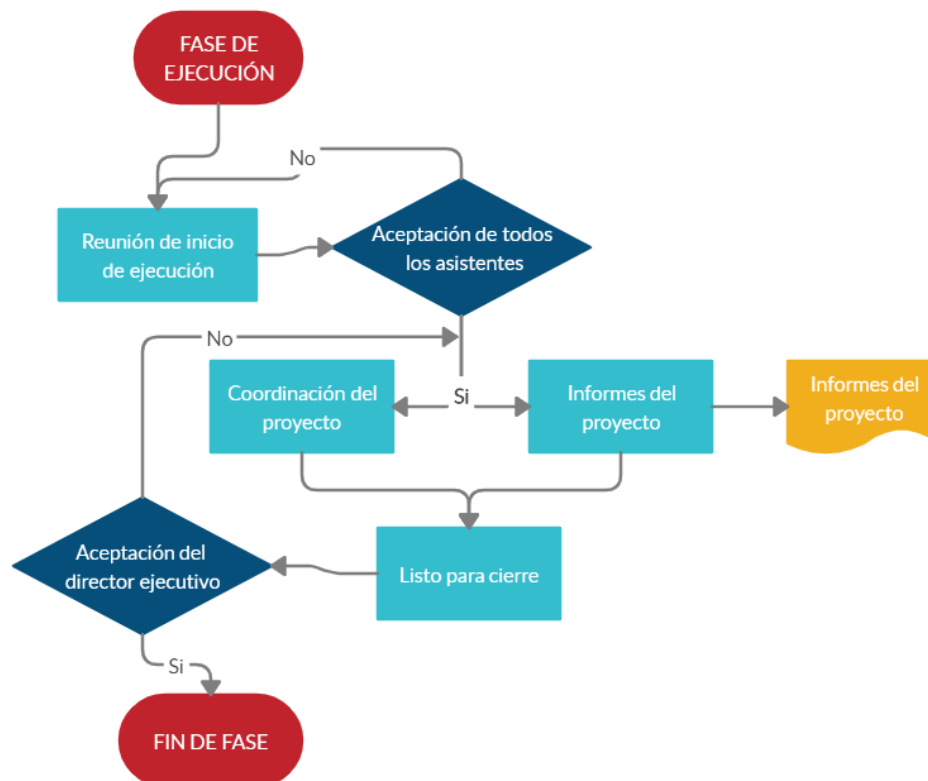 FASE DE
EJECUCIÓN
No
Reunión de inicio
de ejecución
Aceptación de todos
los asistentes
No
Coordinación del
proyecto
Si
Informes del
proyecto
Informes del
proyecto
Aceptación del
director ejecutivo
Listo para cierre
Si
FIN DE FASE